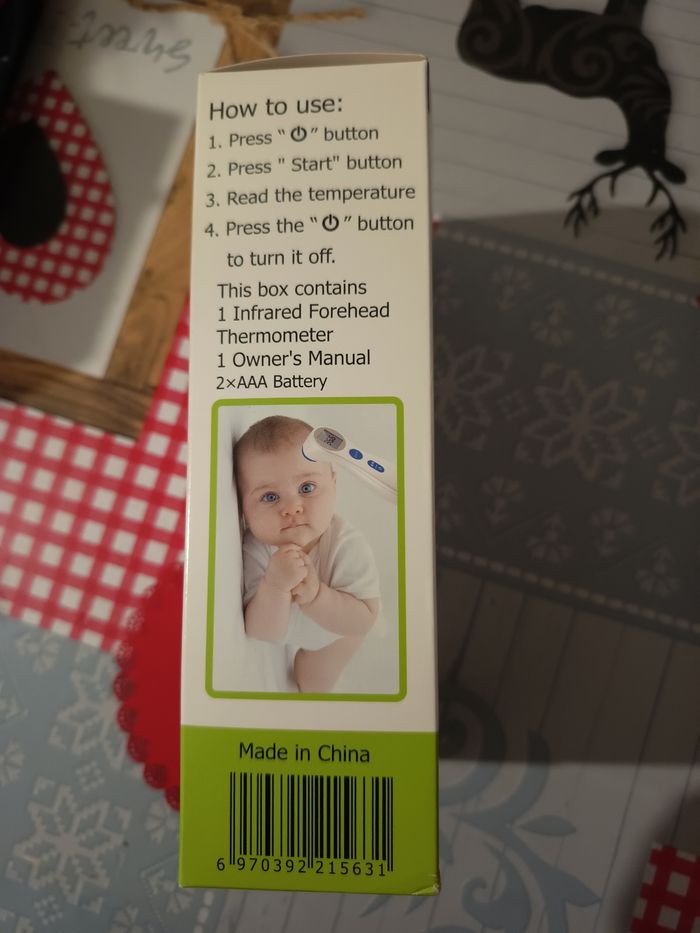 How to use:
1. Press "⏻" button
2. Press " Start" button
3. Read the temperature
4. Press the "⏻" button
to turn it off.
This box contains
1 Infrared Forehead
Thermometer
1 Owner's Manual
2×AAA Battery
Made in China
6 970392 215631
Sweet